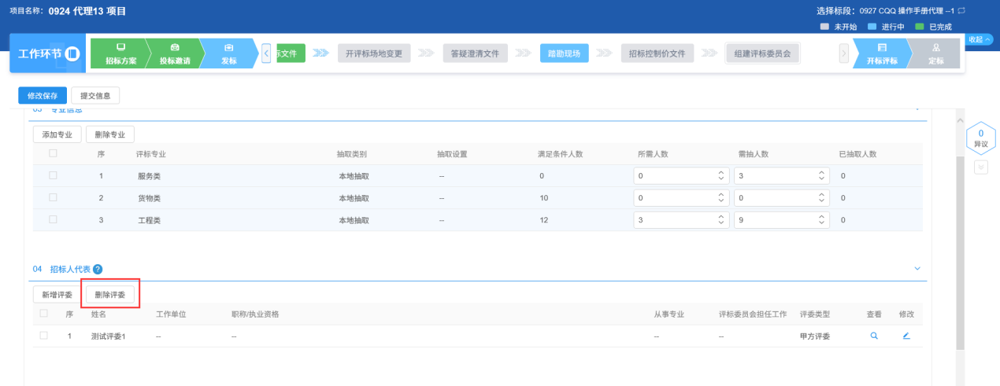 项目名称: 0924 代理13 项目
选择标段: 0927 CQQ 操作手册代理 --1
未开始 进行中 已完成
收起
工作环节
招标方案 投标邀请 发标
标文件 开评标场地变更 答疑澄清文件 踏勘现场 招标控制价文件 组建评标委员会
开标评标 定标
修改保存 提交信息
03 专业信息
0
异议
添加专业 删除专业
序 评标专业 抽取类别 抽取设置 满足条件人数 所需人数 需抽人数 已抽取人数
1 服务类 本地抽取 -- 0 0 3 0
2 货物类 本地抽取 -- 10 0 0 0
3 工程类 本地抽取 -- 12 3 9 0
04 招标人代表 ?
新增评委 删除评委
序 姓名 工作单位 职称/执业资格 从事专业 评标委员会担任工作 评委类型 查看 修改
1 测试评委1 -- -- -- -- 甲方评委